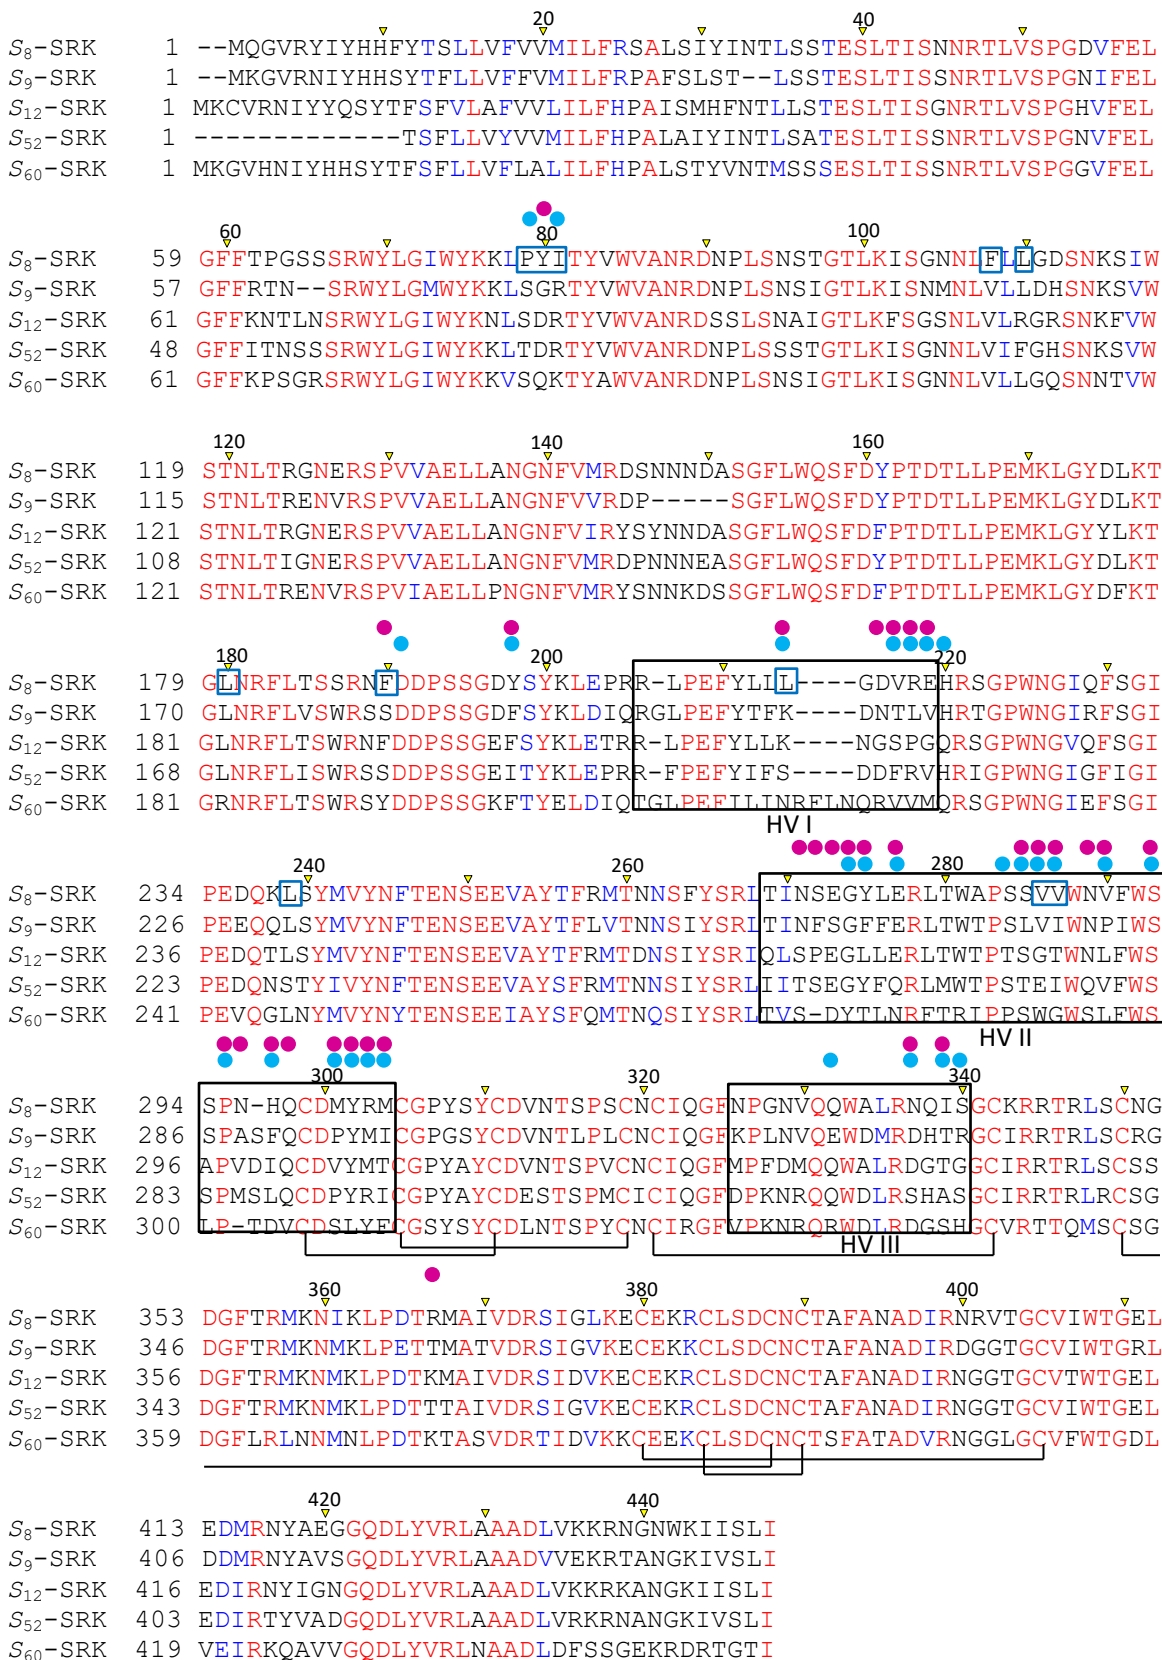 20 40
S8-SRK 1 --MQGVRYIYHHFYTSLLVFVVMILFRSALSIYINTLSSTESLTISNNRTLVSPGDVFEL
S9-SRK 1 --MKGVRNIYHHSYTFLLVFFVMILFRPAFSLST--LSSTESLTISSNRTLVSPGNIFEL
S12-SRK 1 MKCVRNIYYQSYTFSFVLAFVVLILFHPAISMHFNTLLSTESLTISGNRTLVSPGHVFEL
S52-SRK 1 -------------TSFLLVYVVMILFHPALAIYINTLSATESLTISSNRTLVSPGNVFEL
S60-SRK 1 MKGVHNIYHHSYTFSFLLVFLALILFHPALSTYVNTMSSSESLTISSNRTLVSPGGVFEL
60 80 100
S8-SRK 59 GFFTPGSSSRWYLGIWYKKLPYITYVWVANRDNPLSNSTGTLKISGNNLFLLGDSNKSIW
S9-SRK 57 GFFRTN--SRWYLGMWYKKLSGRTYVWVANRDNPLSNSIGTLKISNMNLVLLDHSNKSVW
S12-SRK 61 GFFKNTLNSRWYLGIWYKNLSDRTYVWVANRDSSLSNAIGTLKFSGSNLVLRGRSNKFVW
S52-SRK 48 GFFITNSSSRWYLGIWYKKLTDRTYVWVANRDNPLSSSTGTLKISGNNLVIFGHSNKSVW
S60-SRK 61 GFFKPSGRSRWYLGIWYKKVSQKTYAWVANRDNPLSNSIGTLKISGNNLVLLGQSNNTVW
120 140 160
S8-SRK 119 STNLTRGNERSPVVAELLANGNFVMRDSNNNDASGFLWQSFDYPTDTLLPEMKLGYDLKT
S9-SRK 115 STNLTRENVRSPVVAELLANGNFVVRDP-----SGFLWQSFDYPTDTLLPEMKLGYDLKT
S12-SRK 121 STNLTRGNERSPVVAELLANGNFVIRYSYNNDASGFLWQSFDFPTDTLLPEMKLGYYLKT
S52-SRK 108 STNLTIGNERSPVVAELLANGNFVMRDPNNNEASGFLWQSFDYPTDTLLPEMKLGYDLKT
S60-SRK 121 STNLTRENVRSPVIAELLPNGNFVMRYSNNKDSSGFLWQSFDFPTDTLLPEMKLGYDFKT
180 200 220
S8-SRK 179 GLNRFLTSSRNFDDPSSGDYSYKLEPRR-LPEFYLIL----GDVREHRSGPWNGIQFSGI
S9-SRK 170 GLNRFLVSWRSSDDPSSGDFSYKLDIQRGLPEFYTFK----DNTLVHRTGPWNGIRFSGI
S12-SRK 181 GLNRFLTSWRNFDDPSSGEFSYKLETRR-LPEFYLLK----NGSPGQRSGPWNGVQFSGI
S52-SRK 168 GLNRFLISWRSSDDPSSGEITYKLEPRR-FPEFYIFS----DDFRVHRIGPWNGIGFIGI
S60-SRK 181 GRNRFLTSWRSYDDPSSGKFTYELDIQTGLPEFILINRFLNQRVVMQRSGPWNGIEFSGI
HV I
240 260 280
S8-SRK 234 PEDQKLSYMVYNFTENSEEVAYTFRMTNNSFYSRLTINSEGYLERLTWAPSSVVWNVFWS
S9-SRK 226 PEEQQLSYMVYNFTENSEEVAYTFLVTNNSIYSRLTINFSGFFERLTWTPSLVIWNPIWS
S12-SRK 236 PEDQTLSYMVYNFTENSEEVAYTFRMTDNSIYSRIQLSPEGLLERLTWTPTSGTWNLFWS
S52-SRK 223 PEDQNSTYIVYNFTENSEEVAYSFRMTNNSIYSRLIITSEGYFQRLMWTPSTEIWQVFWS
S60-SRK 241 PEVQGLNYMVYNYTENSEEIAYSFQMTNQSIYSRLTVS-DYTLNRFTRIPPSWGWSLFWS
HV II
300 320 340
S8-SRK 294 SPN-HQCDMYRMCGPYSYCDVNTSPSCNCIQGFNPGNVQQWALRNQISGCKRRTRLSCNG
S9-SRK 286 SPASFQCDPYMICGPGSYCDVNTLPLCNCIQGFKPLNVQEWDMRDHTRGCIRRTRLSCRG
S12-SRK 296 APVDIQCDVYMTCGPYAYCDVNTSPVCNCIQGFMPFDMQQWALRDGTGGCIRRTRLSCSS
S52-SRK 283 SPMSLQCDPYRICGPYAYCDESTSPMCICIQGFDPKNRQQWDLRSHASGCIRRTRLRCSG
S60-SRK 300 LP-TDVCDSLYFCGSYSYCDLNTSPYCNCIRGFVPKNRQRWDLRDGSHGCVRTTQMSCSG
HV III
360 380 400
S8-SRK 353 DGFTRMKNIKLPDTRMAIVDRSIGLKECEKRCLSDCNCTAFANADIRNRVTGCVIWTGEL
S9-SRK 346 DGFTRMKNMKLPETTMATVDRSIGVKECEKKCLSDCNCTAFANADIRDGGTGCVIWTGRL
S12-SRK 356 DGFTRMKNMKLPDTKMAIVDRSIDVKECEKRCLSDCNCTAFANADIRNGGTGCVTWTGEL
S52-SRK 343 DGFTRMKNMKLPDTTTAIVDRSIGVKECEKRCLSDCNCTAFANADIRNGGTGCVIWTGEL
S60-SRK 359 DGFLRLNNMNLPDTKTASVDRTIDVKKCEEKCLSDCNCTSFATADVRNGGLGCVFWTGDL
420 440
S8-SRK 413 EDMRNYAEGGQDLYVRLAAADLVKKRNGNWKIISLI
S9-SRK 406 DDMRNYAVSGQDLYVRLAAADVVEKRTANGKIVSLI
S12-SRK 416 EDIRNYIGNGQDLYVRLAAADLVKKRKANGKIISLI
S52-SRK 403 EDIRTYVADGQDLYVRLAAADLVRKRNANGKIVSLI
S60-SRK 419 VEIRKQAVVGQDLYVRLNAADLDFSSGEKRDRTGTI